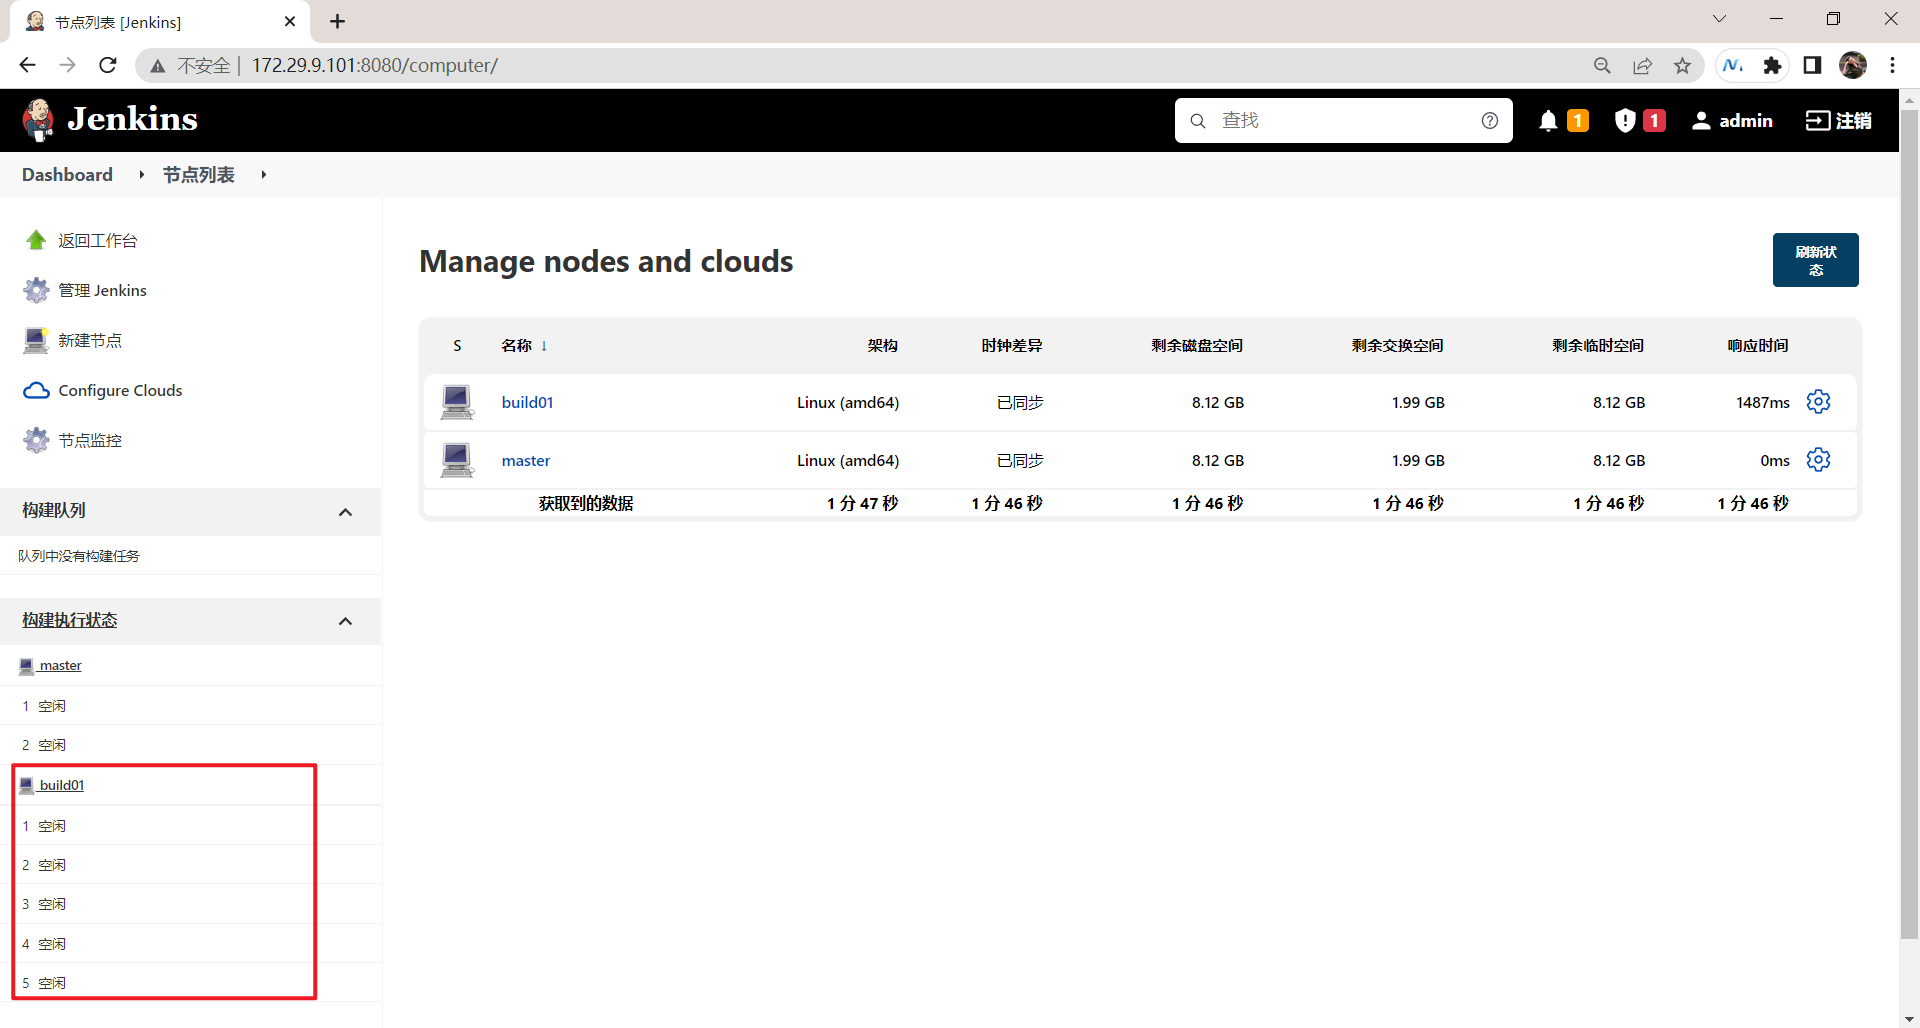 节点列表 [Jenkins]
不安全 | 172.29.9.101:8080/computer/
Jenkins
查找
1
1
admin
注销
Dashboard
节点列表
返回工作台
管理 Jenkins
新建节点
Configure Clouds
节点监控
构建队列
队列中没有构建任务
构建执行状态
master
1 空闲
2 空闲
build01
1 空闲
2 空闲
3 空闲
4 空闲
5 空闲
Manage nodes and clouds
刷新状
态
S 名称 ↓ 架构 时钟差异 剩余磁盘空间 剩余交换空间 剩余临时空间 响应时间
build01 Linux (amd64) 已同步 8.12 GB 1.99 GB 8.12 GB 1487ms
master Linux (amd64) 已同步 8.12 GB 1.99 GB 8.12 GB 0ms
获取到的数据 1 分 47 秒 1 分 46 秒 1 分 46 秒 1 分 46 秒 1 分 46 秒 1 分 46 秒